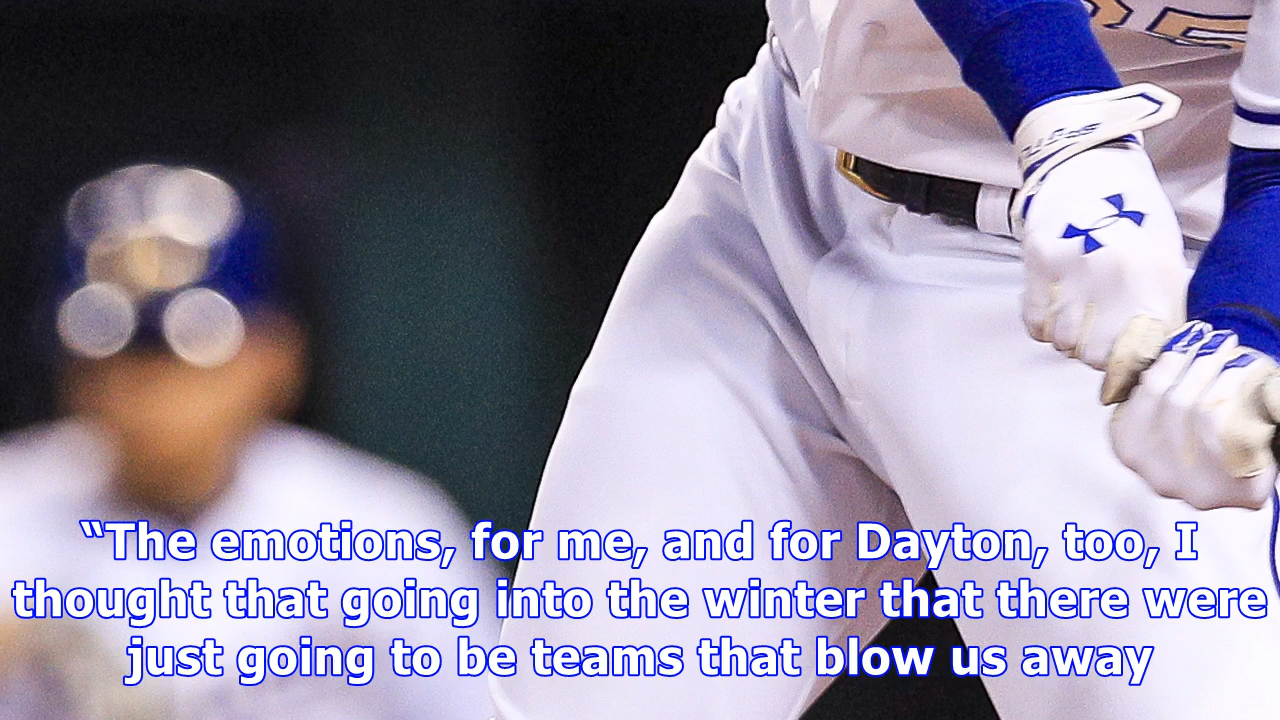 “The emotions, for me, and for Dayton, too, I
thought that going into the winter that there were
just going to be teams that blow us away